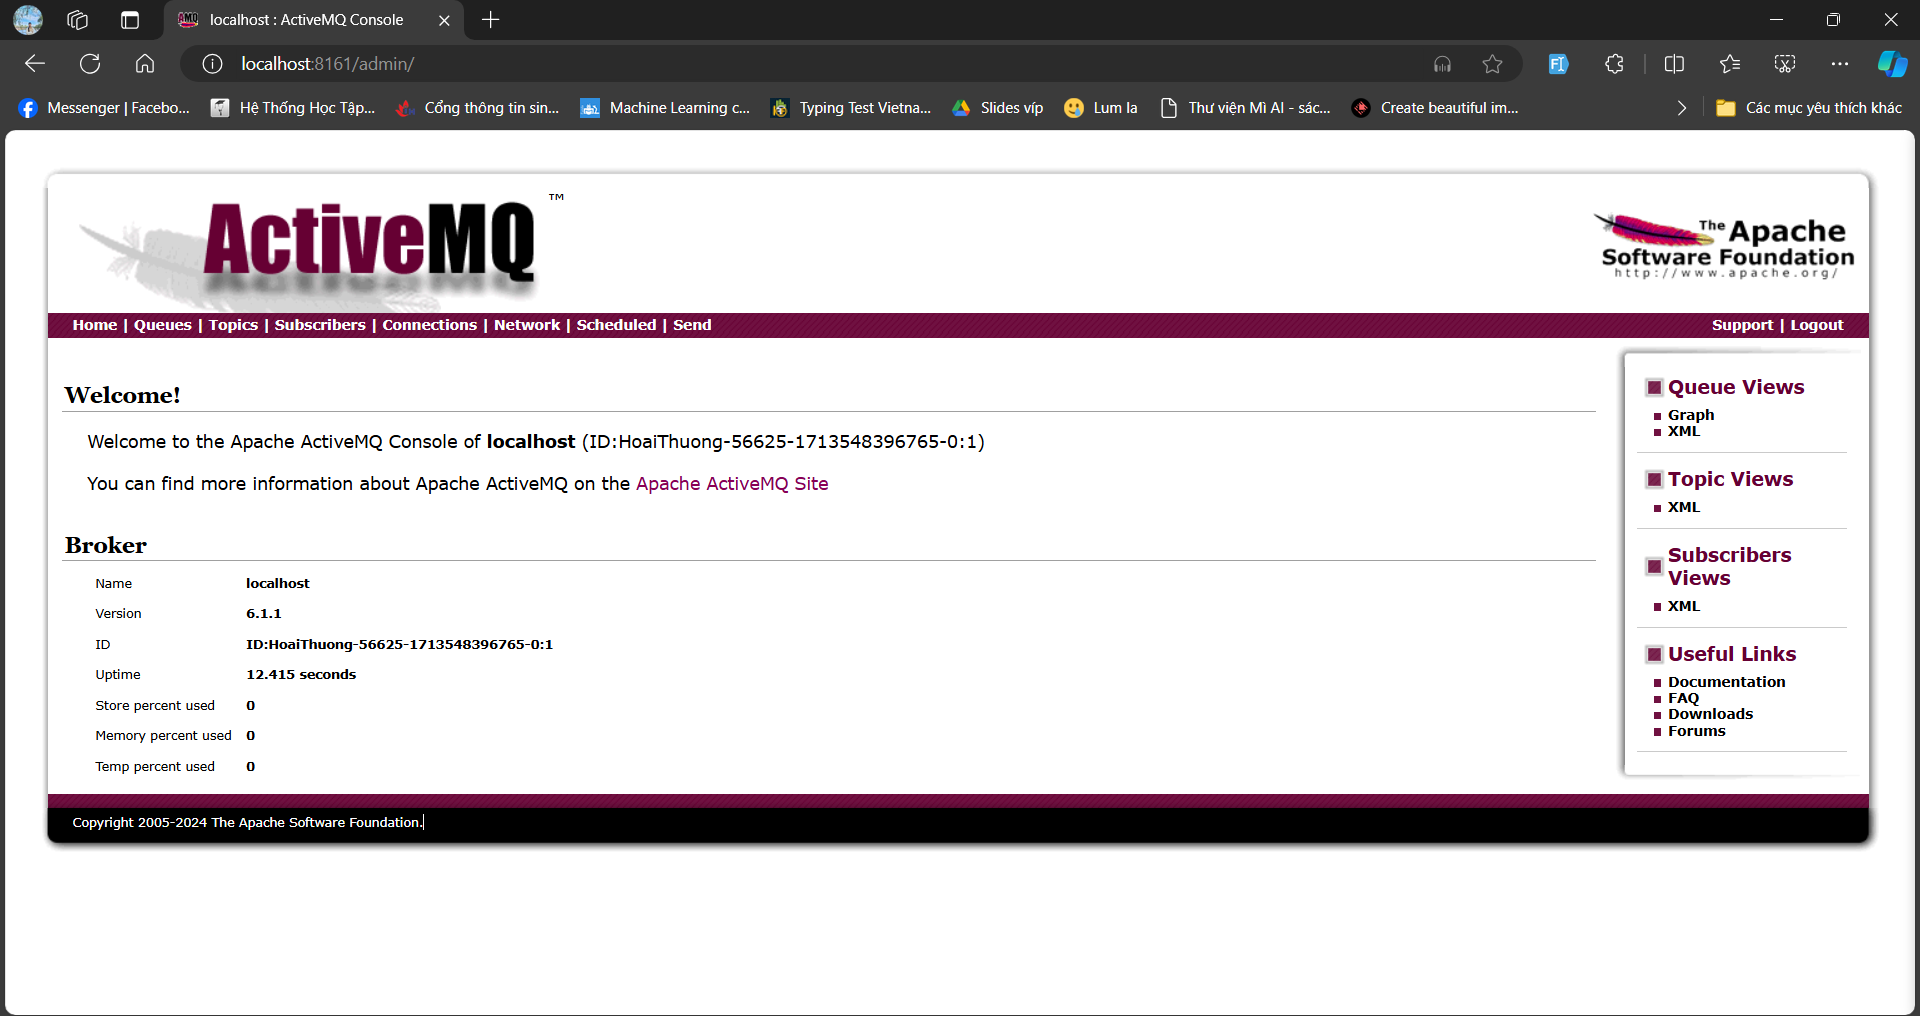 localhost : ActiveMQ Console
localhost:8161/admin/
Messenger | Facebo...
Hệ Thống Học Tập...
Cổng thông tin sin...
Machine Learning c...
Typing Test Vietna...
Slides víp
Lum la
Thư viện Mì AI - sác...
Create beautiful im...
Các mục yêu thích khác
ActiveMQ ™
The Apache
Software Foundation
http://www.apache.org/
Home | Queues | Topics | Subscribers | Connections | Network | Scheduled | Send
Support | Logout
Welcome!
Welcome to the Apache ActiveMQ Console of localhost (ID:HoaiThuong-56625-1713548396765-0:1)
You can find more information about Apache ActiveMQ on the Apache ActiveMQ Site
Broker
Name localhost
Version 6.1.1
ID ID:HoaiThuong-56625-1713548396765-0:1
Uptime 12.415 seconds
Store percent used 0
Memory percent used 0
Temp percent used 0
Queue Views
Graph
XML
Topic Views
XML
Subscribers
Views
XML
Useful Links
Documentation
FAQ
Downloads
Forums
Copyright 2005-2024 The Apache Software Foundation.